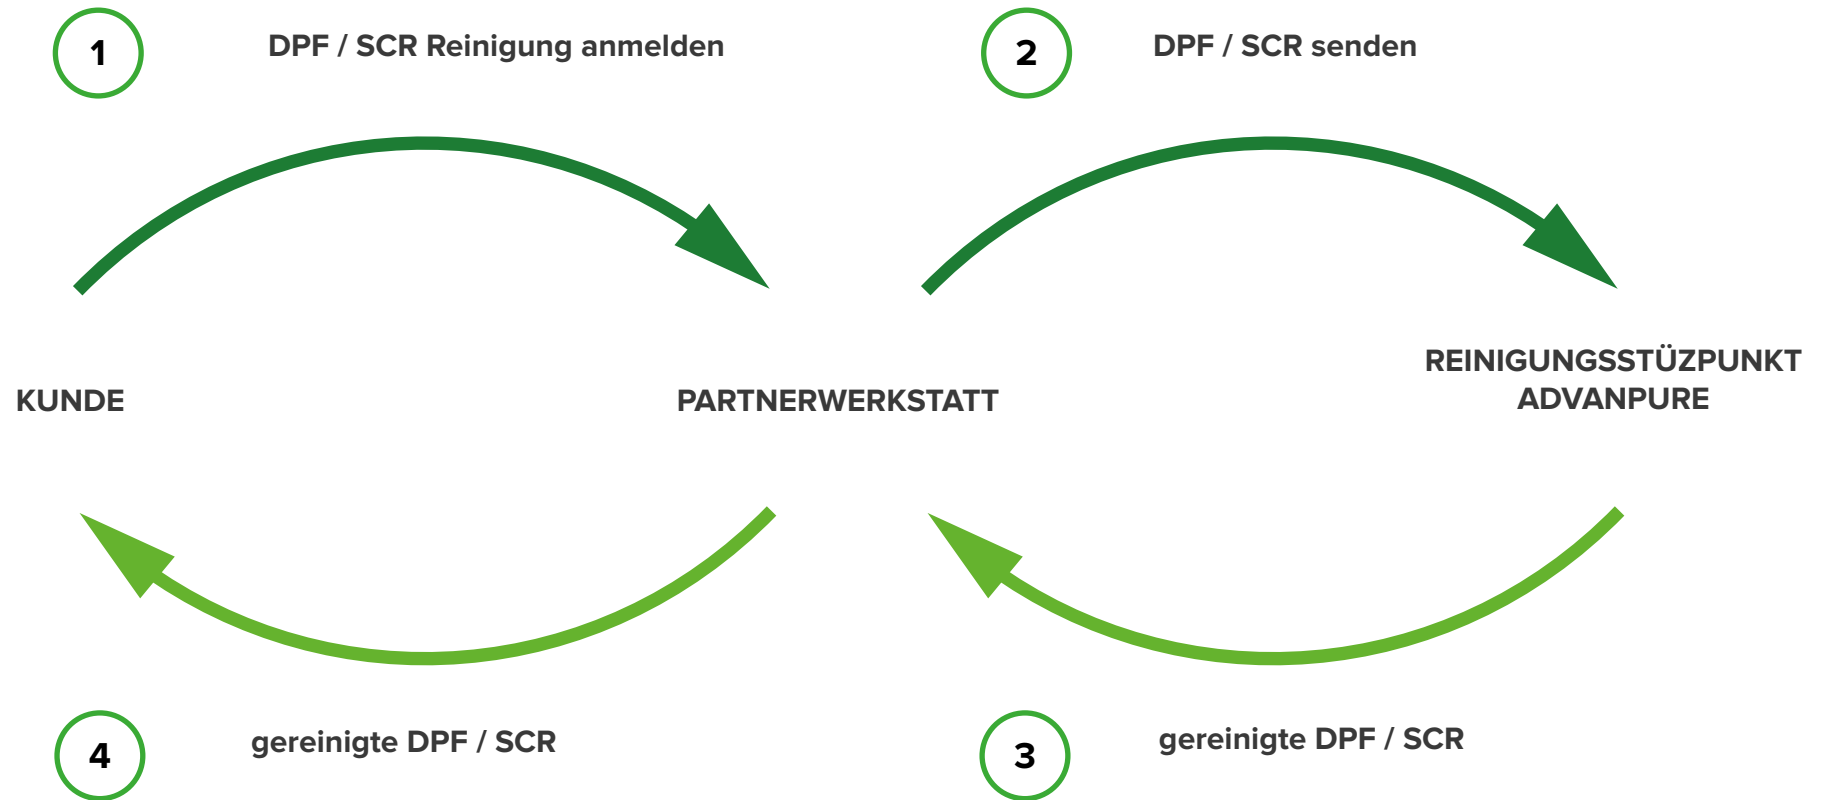 1
DPF / SCR Reinigung anmelden
2
DPF / SCR senden
KUNDE
PARTNERWERKSTATT
REINIGUNGSSTÜZPUNKT
ADVANPURE
4
gereinigte DPF / SCR
3
gereinigte DPF / SCR